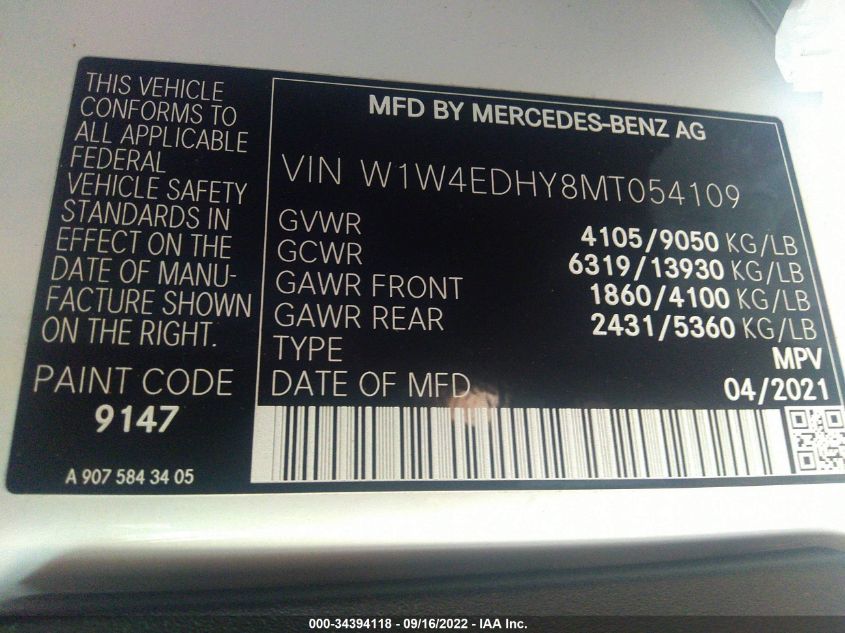 THIS VEHICLE
CONFORMS TO
ALL APPLICABLE
FEDERAL
VEHICLE SAFETY
STANDARDS IN
EFFECT ON THE
DATE OF MANU-
FACTURE SHOWN
ON THE RIGHT.
PAINT CODE
9147
A 907 584 34 05
MFD BY MERCEDES-BENZ AG
VIN W1W4EDHY8MT054109
GVWR 4105/9050 KG/LB
GCWR 6319/13930 KG/LB
GAWR FRONT 1860/4100 KG/LB
GAWR REAR 2431/5360 KG/LB
TYPE MPV
DATE OF MFD 04/2021
000-34394118 - 09/16/2022 - IAA Inc.